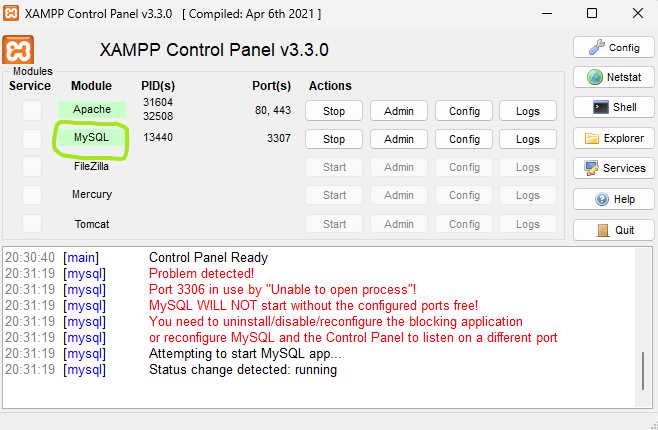 XAMPP Control Panel v3.3.0 [ Compiled: Apr 6th 2021 ]
XAMPP Control Panel v3.3.0
Config
Modules
Service Module PID(s) Port(s) Actions
Netstat
Apache 31604 32508 80, 443 Stop Admin Config Logs
Shell
MySQL 13440 3307 Stop Admin Config Logs
Explorer
FileZilla Start Admin Config Logs
Services
Mercury Start Admin Config Logs
Help
Tomcat Start Admin Config Logs
Quit
20:30:40 [main] Control Panel Ready
20:31:19 [mysql] Problem detected!
20:31:19 [mysql] Port 3306 in use by "Unable to open process"!
20:31:19 [mysql] MySQL WILL NOT start without the configured ports free!
20:31:19 [mysql] You need to uninstall/disable/reconfigure the blocking application
20:31:19 [mysql] or reconfigure MySQL and the Control Panel to listen on a different port
20:31:19 [mysql] Attempting to start MySQL app...
20:31:19 [mysql] Status change detected: running